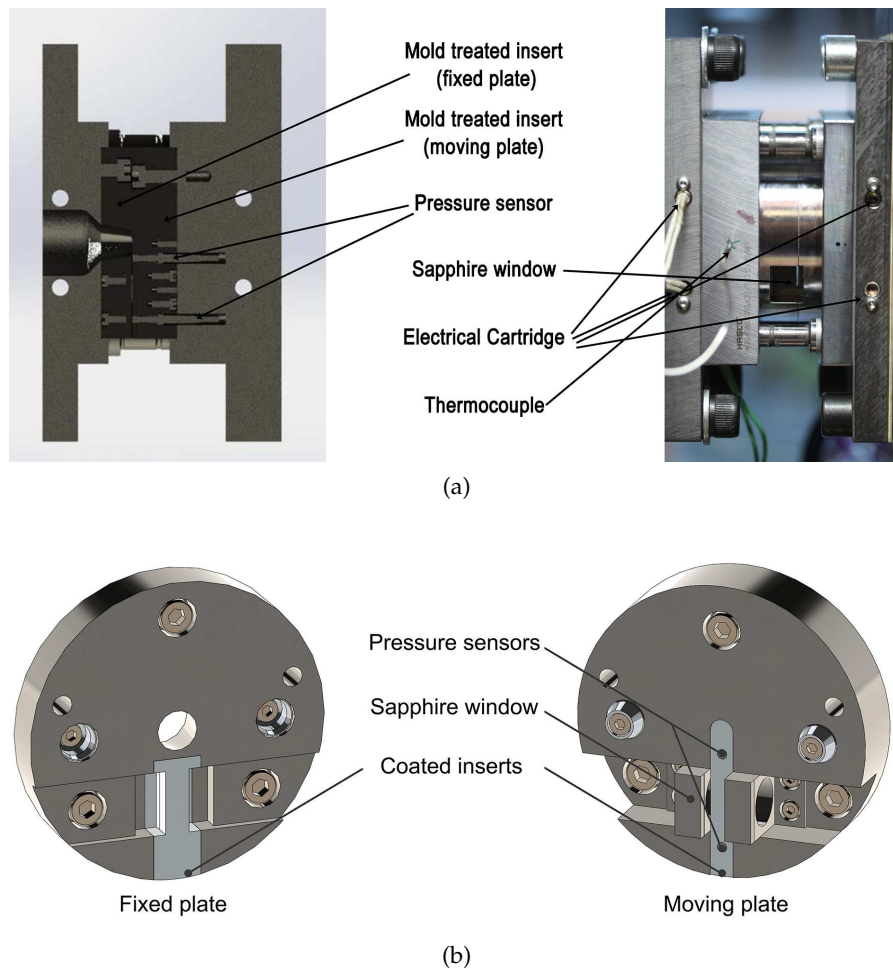 Mold treated insert
(fixed plate)
Mold treated insert
(moving plate)
Pressure sensor
Sapphire window
Electrical Cartridge
Thermocouple
HASCO
(a)
Pressure sensors
Sapphire window
Coated inserts
Fixed plate
Moving plate
(b)